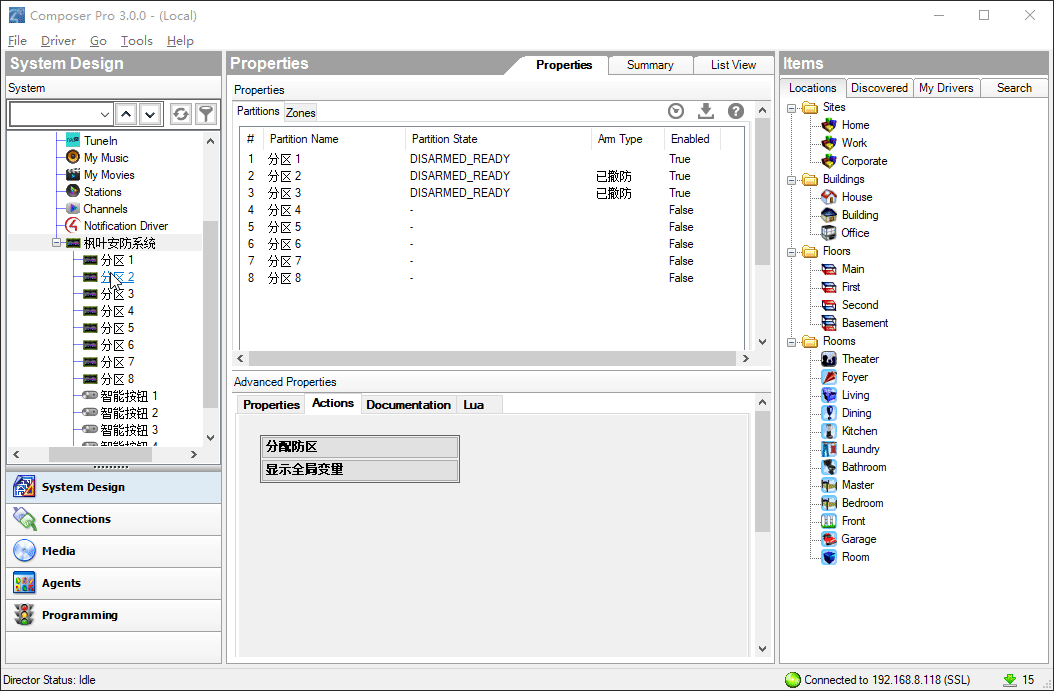 Composer Pro 3.0.0 - (Local)
File Driver Go Tools Help
System Design
System
TuneIn
My Music
My Movies
Stations
Channels
Notification Driver
枫叶安防系统
分区 1
分区 2
分区 3
分区 4
分区 5
分区 6
分区 7
分区 8
智能按钮 1
智能按钮 2
智能按钮 3
智能按钮 4
System Design
Connections
Media
Agents
Programming
Properties
Properties Summary List View
Properties
Partitions Zones
# Partition Name Partition State Arm Type Enabled
1 分区 1 DISARMED_READY True
2 分区 2 DISARMED_READY 已撤防 True
3 分区 3 DISARMED_READY 已撤防 True
4 分区 4 - False
5 分区 5 - False
6 分区 6 - False
7 分区 7 - False
8 分区 8 - False
Advanced Properties
Properties Actions Documentation Lua
分配防区
显示全局变量
Items
Locations Discovered My Drivers Search
Sites
Home
Work
Corporate
Buildings
House
Building
Office
Floors
Main
First
Second
Basement
Rooms
Theater
Foyer
Living
Dining
Kitchen
Laundry
Bathroom
Master
Bedroom
Front
Garage
Room
Director Status: Idle
Connected to 192.168.8.118 (SSL) 15